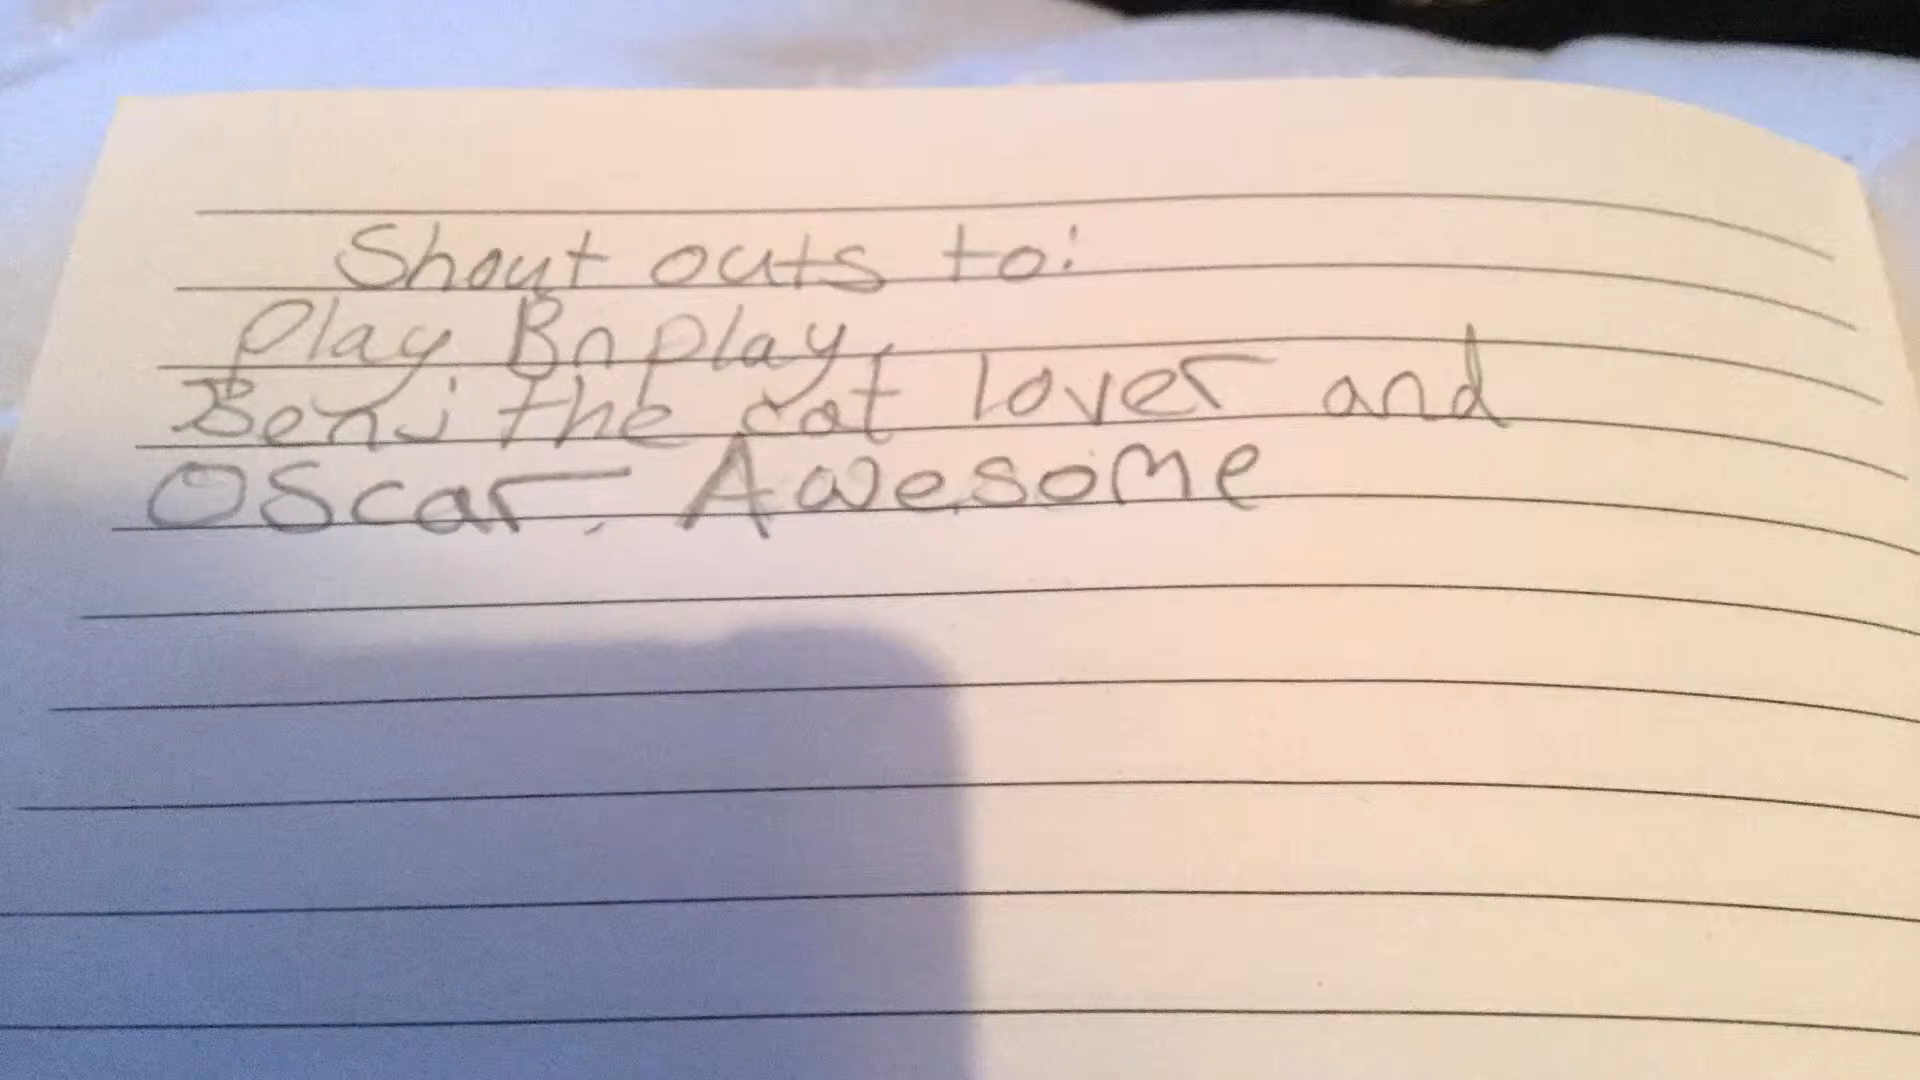 Shout outs to:
Play Bnplay,
Benj the cat lover and
Oscar. Awesome